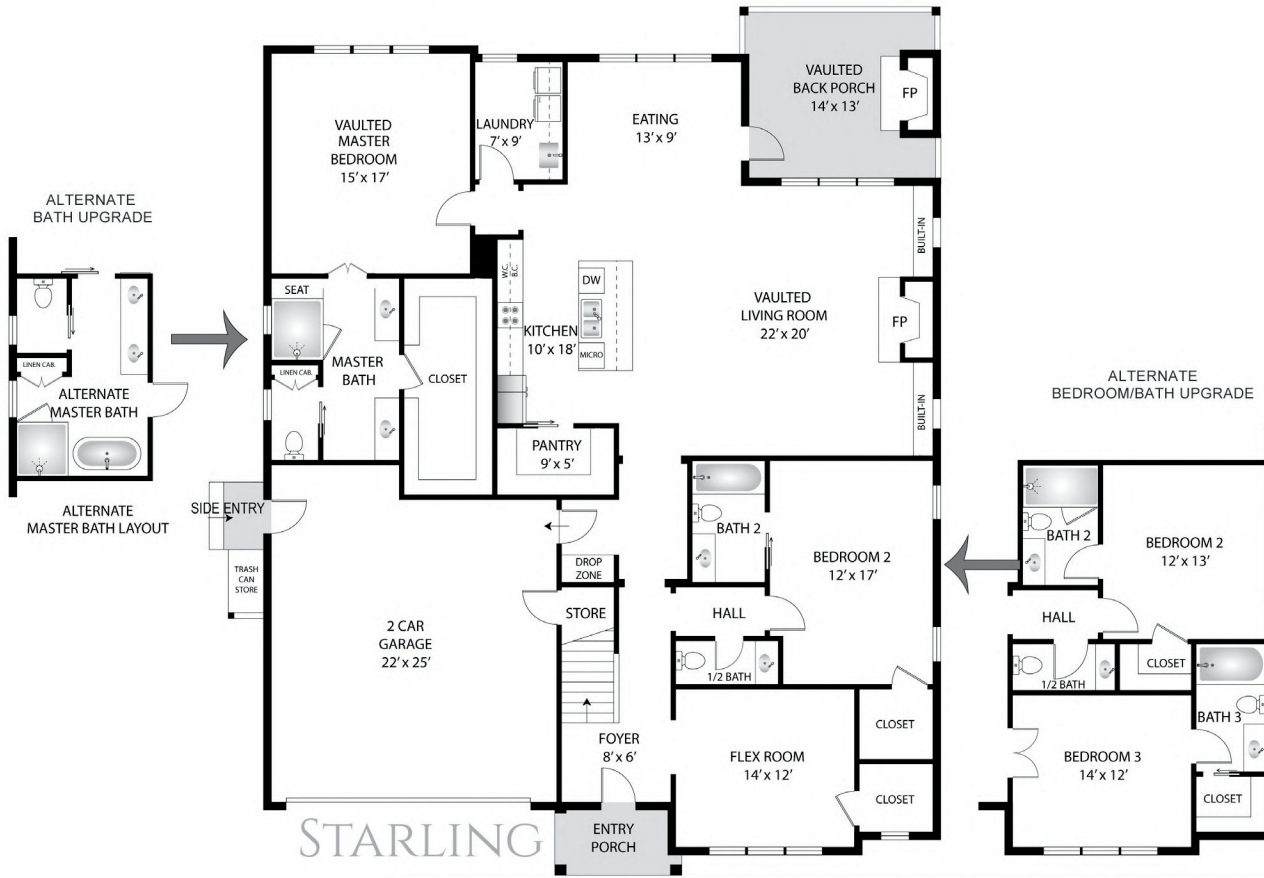 ALTERNATE
BATH UPGRADE
LINEN CAB.
ALTERNATE
MASTER BATH
ALTERNATE
MASTER BATH LAYOUT
VAULTED
MASTER
BEDROOM
15' x 17'
LAUNDRY
7' x 9'
EATING
13' x 9'
VAULTED
BACK PORCH
14' x 13'
FP
SEAT
MASTER
BATH
LINEN CAB.
CLOSET
W.C.
B.C.
KITCHEN
10' x 18'
DW
MICRO
VAULTED
LIVING ROOM
22' x 20'
BUILT-IN
FP
BUILT-IN
PANTRY
9' x 5'
SIDE ENTRY
TRASH
CAN
STORE
2 CAR
GARAGE
22' x 25'
DROP
ZONE
STORE
BATH 2
BEDROOM 2
12' x 17'
HALL
1/2 BATH
CLOSET
FOYER
8' x 6'
FLEX ROOM
14' x 12'
CLOSET
ENTRY
PORCH
STARLING
ALTERNATE
BEDROOM/BATH UPGRADE
BATH 2
BEDROOM 2
12' x 13'
HALL
CLOSET
1/2 BATH
BATH 3
BEDROOM 3
14' x 12'
CLOSET